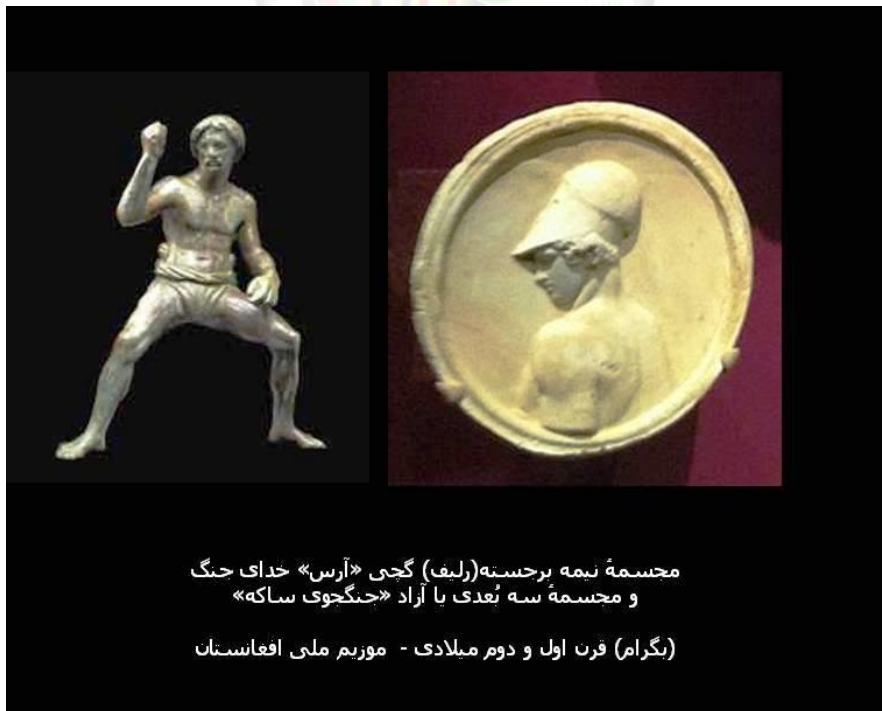 مجسمهٔ نیمه برجسته(رلیف) گچی «آرس» خدای جنگ
و مجسمهٔ سه بُعدی یا آزاد «جنگجوی ساکه»
(بگرام) قرن اول و دوم میلادی - موزیم ملی افغانستان